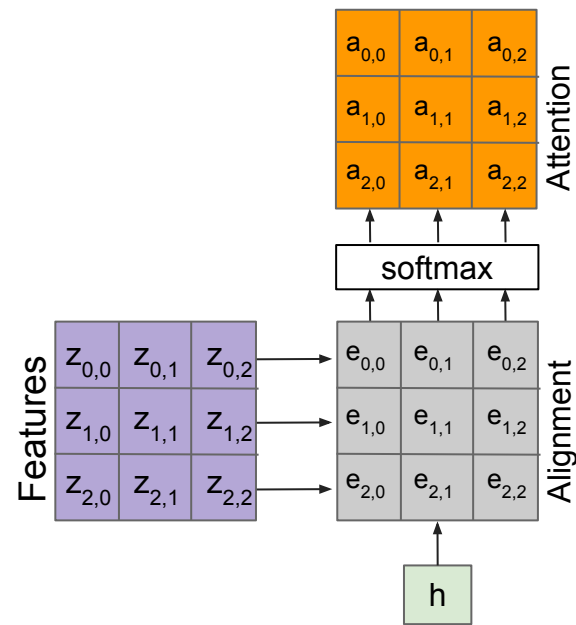 a0,0 a0,1 a0,2
a1,0 a1,1 a1,2
a2,0 a2,1 a2,2
Attention
softmax
Features
z0,0 z0,1 z0,2
z1,0 z1,1 z1,2
z2,0 z2,1 z2,2
e0,0 e0,1 e0,2
e1,0 e1,1 e1,2
e2,0 e2,1 e2,2
Alignment
h